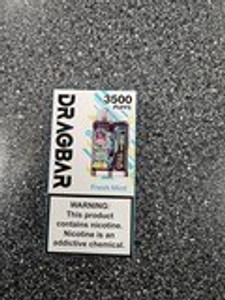 DRAGBAR
3500
PUFFS
Fresh Mint
WARNING:
This product
contains nicotine.
Nicotine is an
addictive chemical.